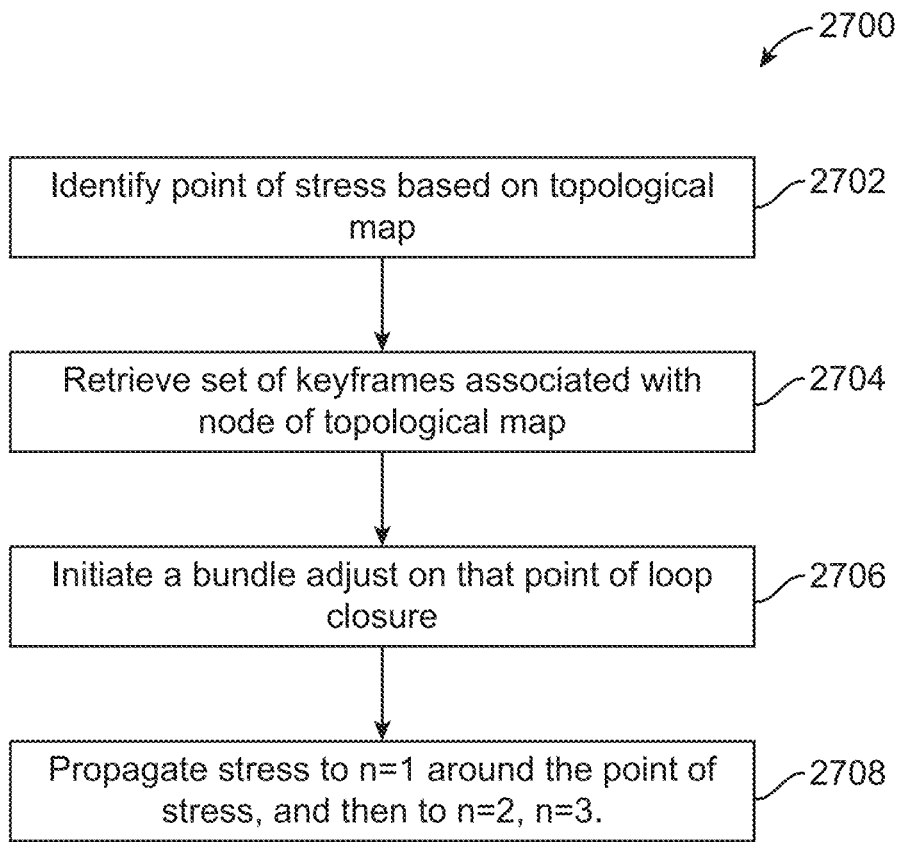 2700
Identify point of stress based on topological
map
2702
Retrieve set of keyframes associated with
node of topological map
2704
Initiate a bundle adjust on that point of loop
closure
2706
Propagate stress to n=1 around the point of
stress, and then to n=2, n=3.
2708